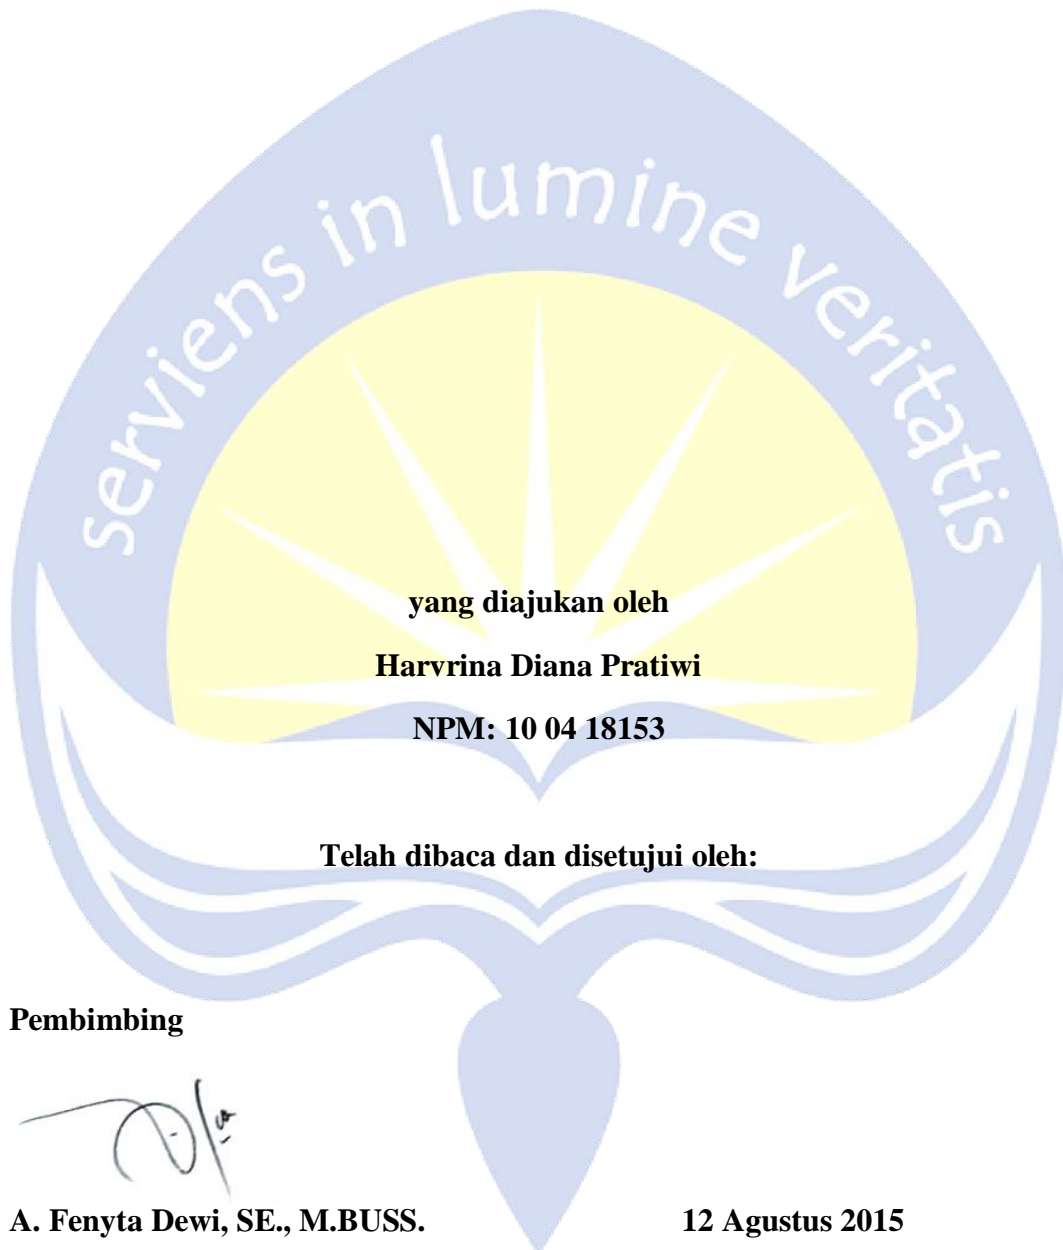 serviens in lumine veritatis
yang diajukan oleh
Harvrina Diana Pratiwi
NPM: 10 04 18153
Telah dibaca dan disetujui oleh:
Pembimbing
A. Fenyta Dewi, SE., M.BUSS. 12 Agustus 2015